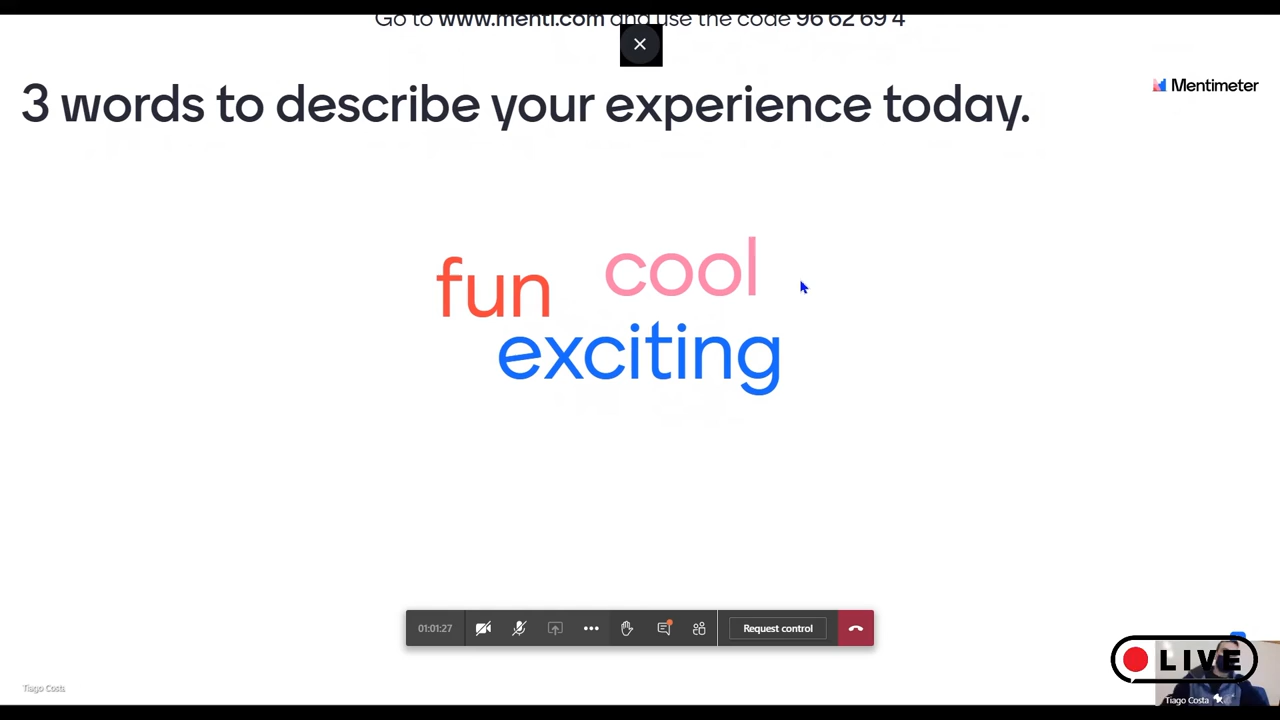 Go to www.menti.com and use the code 96 62 69 4
3 words to describe your experience today.
Mentimeter
fun
cool
exciting
01:01:27
Request control
LIVE
Tiago Costa
Tiago Costa